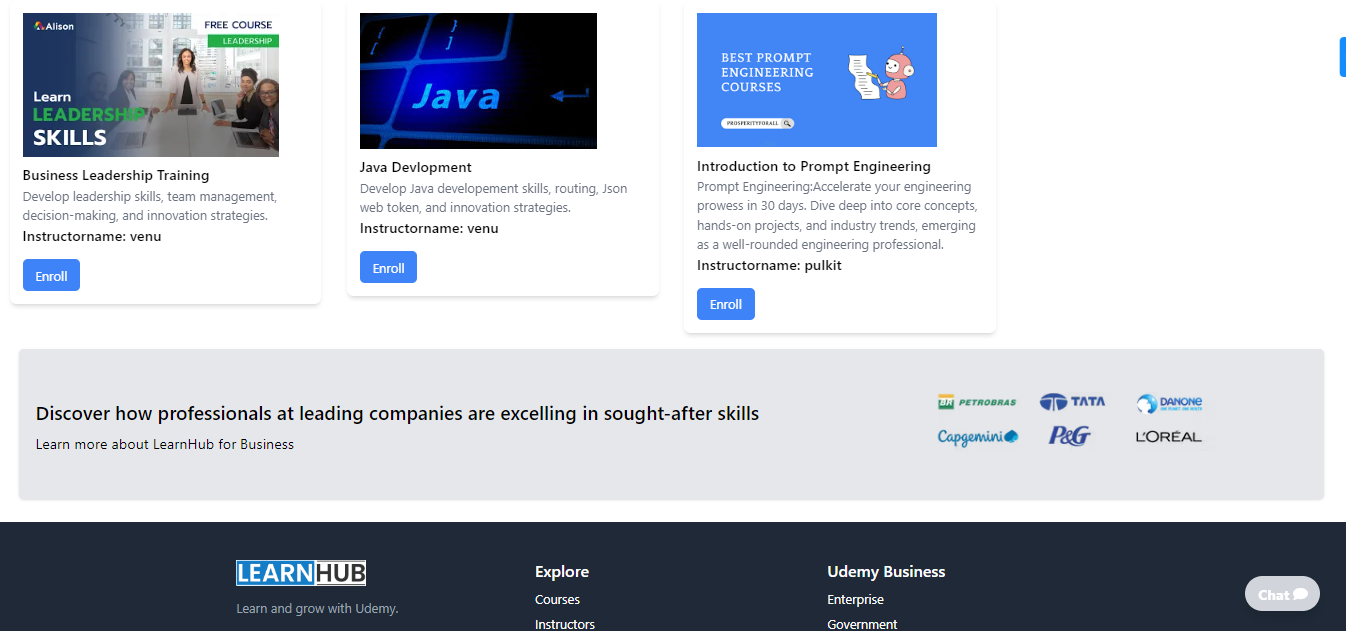 Alison
FREE COURSE
LEADERSHIP
Learn
LEADERSHIP
SKILLS
Business Leadership Training
Develop leadership skills, team management,
decision-making, and innovation strategies.
Instructorname: venu
Enroll
Java
Java Devlopment
Develop Java developement skills, routing, Json
web token, and innovation strategies.
Instructorname: venu
Enroll
BEST PROMPT
ENGINEERING
COURSES
PROSPERITYFORALL
Introduction to Prompt Engineering
Prompt Engineering:Accelerate your engineering
prowess in 30 days. Dive deep into core concepts,
hands-on projects, and industry trends, emerging
as a well-rounded engineering professional.
Instructorname: pulkit
Enroll
Discover how professionals at leading companies are excelling in sought-after skills
Learn more about LearnHub for Business
BR PETROBRAS
TATA
DANONE
Capgemini
P&G
L'ORÉAL
LEARNHUB
Learn and grow with Udemy.
Explore
Courses
Instructors
Udemy Business
Enterprise
Government
Chat